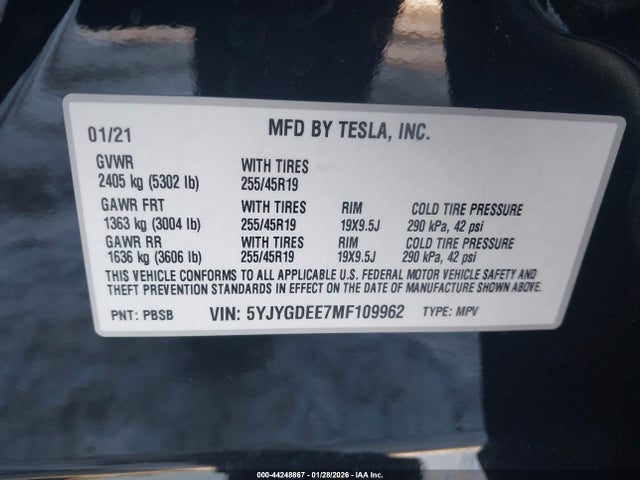 01/21 MFD BY TESLA, INC.
GVWR WITH TIRES
2405 kg (5302 lb) 255/45R19
GAWR FRT WITH TIRES RIM COLD TIRE PRESSURE
1363 kg (3004 lb) 255/45R19 19X9.5J 290 kPa, 42 psi
GAWR RR WITH TIRES RIM COLD TIRE PRESSURE
1636 kg (3606 lb) 255/45R19 19X9.5J 290 kPa, 42 psi
THIS VEHICLE CONFORMS TO ALL APPLICABLE U.S. FEDERAL MOTOR VEHICLE SAFETY AND
THEFT PREVENTION STANDARDS IN EFFECT ON THE DATE OF MANUFACTURE SHOWN ABOVE.
PNT: PBSB VIN: 5YJYGDEE7MF109962 TYPE: MPV
000-44248867 - 01/28/2026 - IAA Inc.